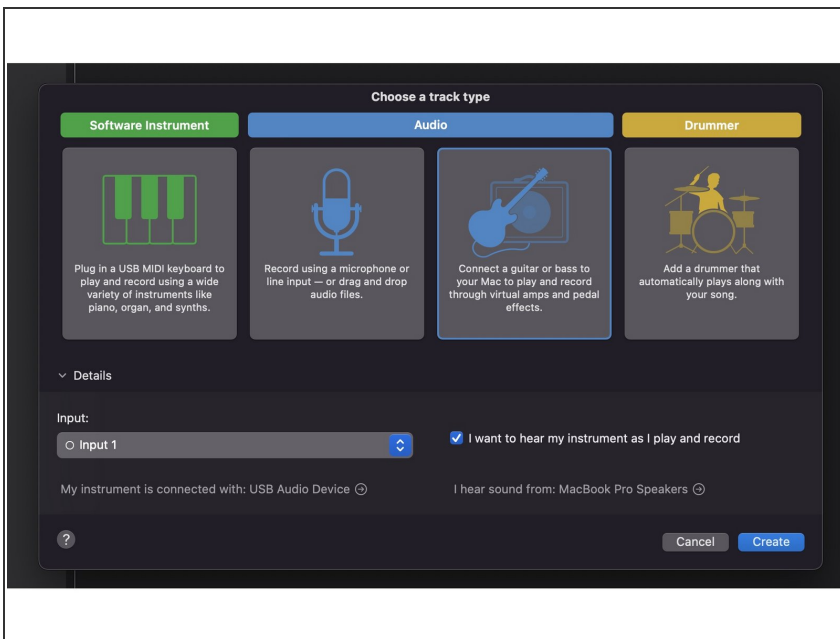 Choose a track type
Software Instrument
Audio
Drummer
Plug in a USB MIDI keyboard to
play and record using a wide
variety of instruments like
piano, organ, and synths.
Record using a microphone or
line input — or drag and drop
audio files.
Connect a guitar or bass to
your Mac to play and record
through virtual amps and pedal
effects.
Add a drummer that
automatically plays along with
your song.
Details
Input:
Input 1
I want to hear my instrument as I play and record
My instrument is connected with: USB Audio Device
I hear sound from: MacBook Pro Speakers
?
Cancel
Create